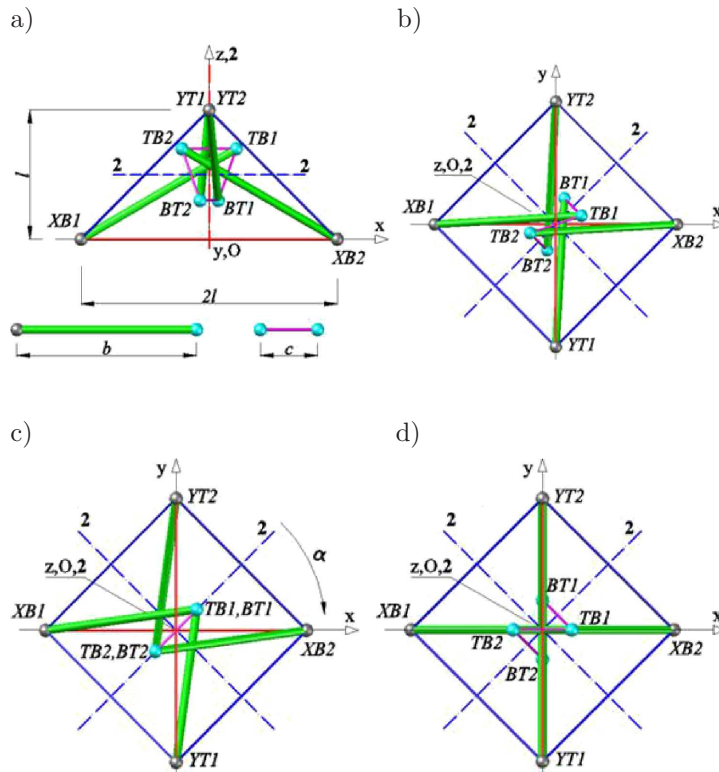 a)
z,2
YT1 YT2
TB2 TB1
2 2
l
BT2 BT1
XB1 x
y,O XB2
2l
b c
b)
y
YT2
2 2
z,O,2 BT1
XB1 TB1 x
TB2 XB2
BT2
YT1
c)
y
YT2
2 2
α
z,O,2
XB1 TB1,BT1 x
TB2,BT2 XB2
YT1
d)
y
YT2
2 2
z,O,2 BT1
XB1 TB1 x
TB2 XB2
BT2
YT1